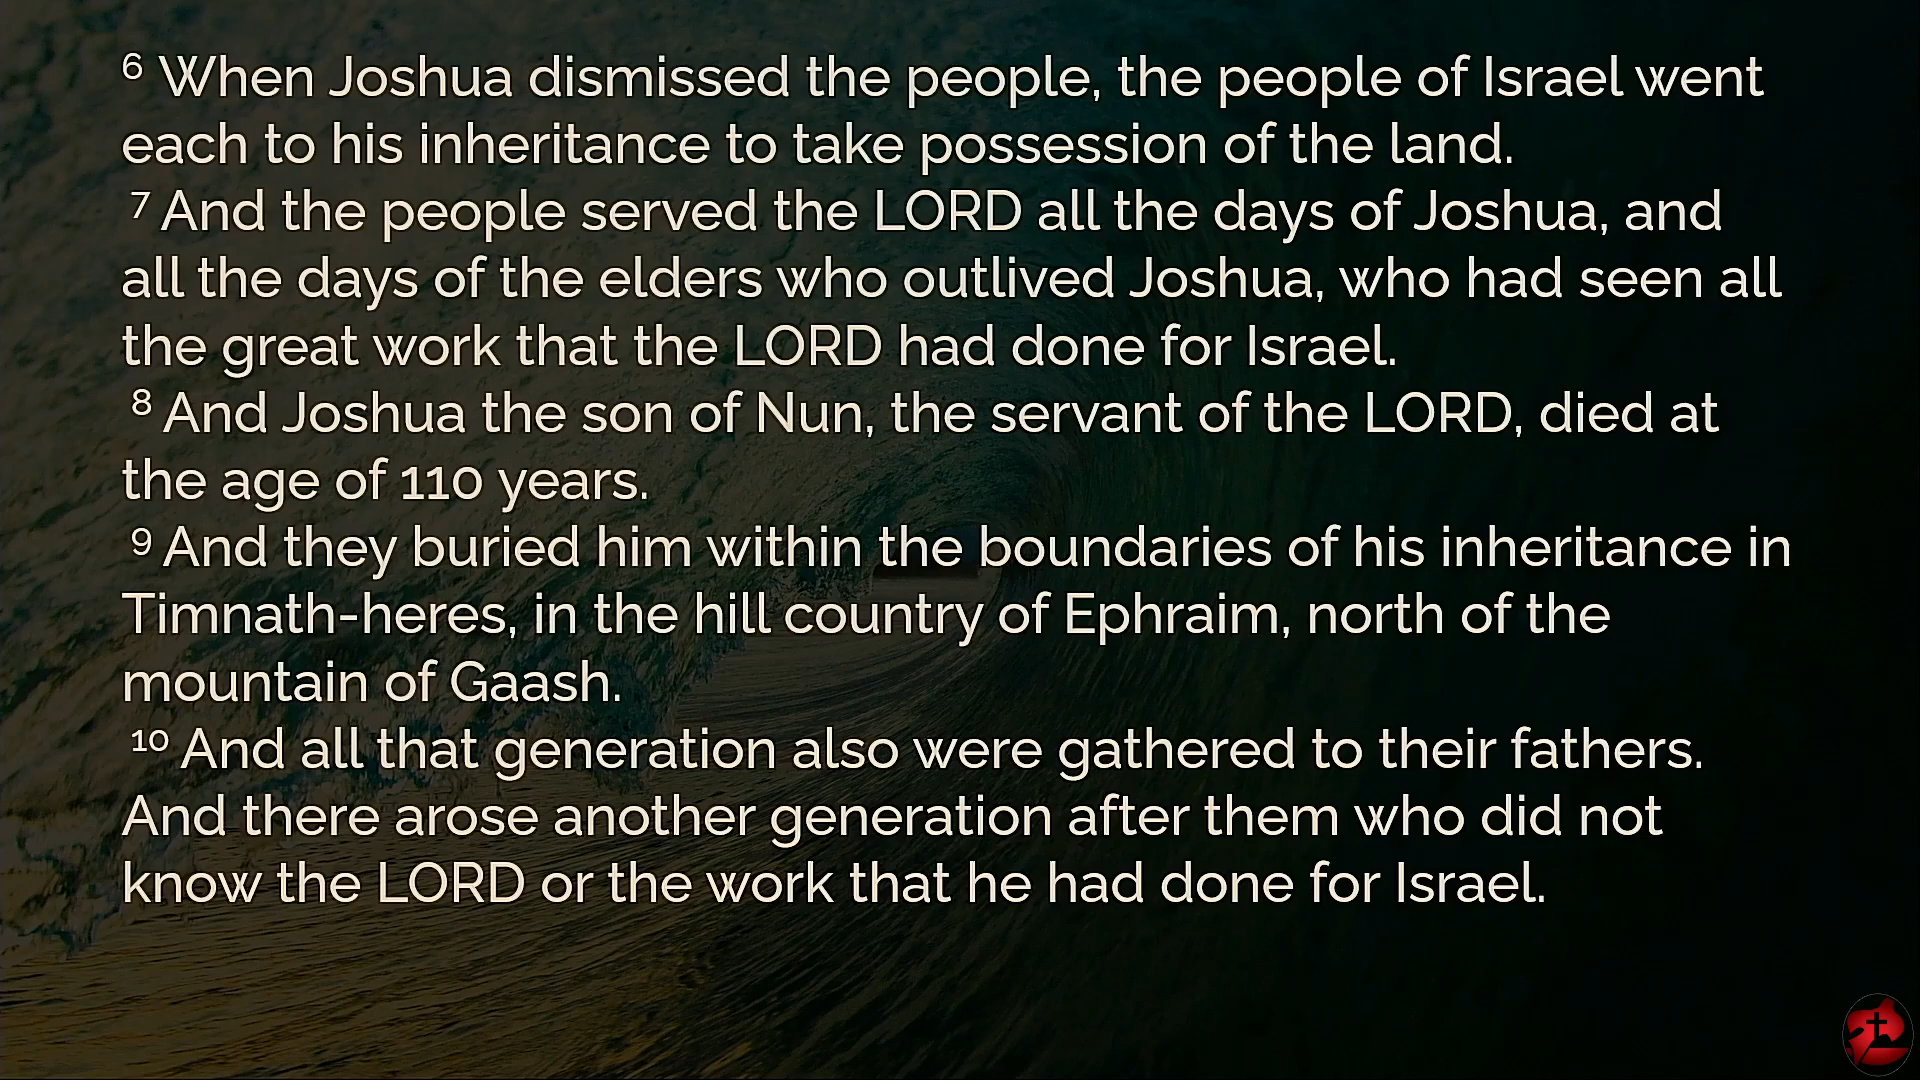 6 When Joshua dismissed the people, the people of Israel went
each to his inheritance to take possession of the land.
7 And the people served the LORD all the days of Joshua, and
all the days of the elders who outlived Joshua, who had seen all
the great work that the LORD had done for Israel.
8 And Joshua the son of Nun, the servant of the LORD, died at
the age of 110 years.
9 And they buried him within the boundaries of his inheritance in
Timnath-heres, in the hill country of Ephraim, north of the
mountain of Gaash.
10 And all that generation also were gathered to their fathers.
And there arose another generation after them who did not
know the LORD or the work that he had done for Israel.